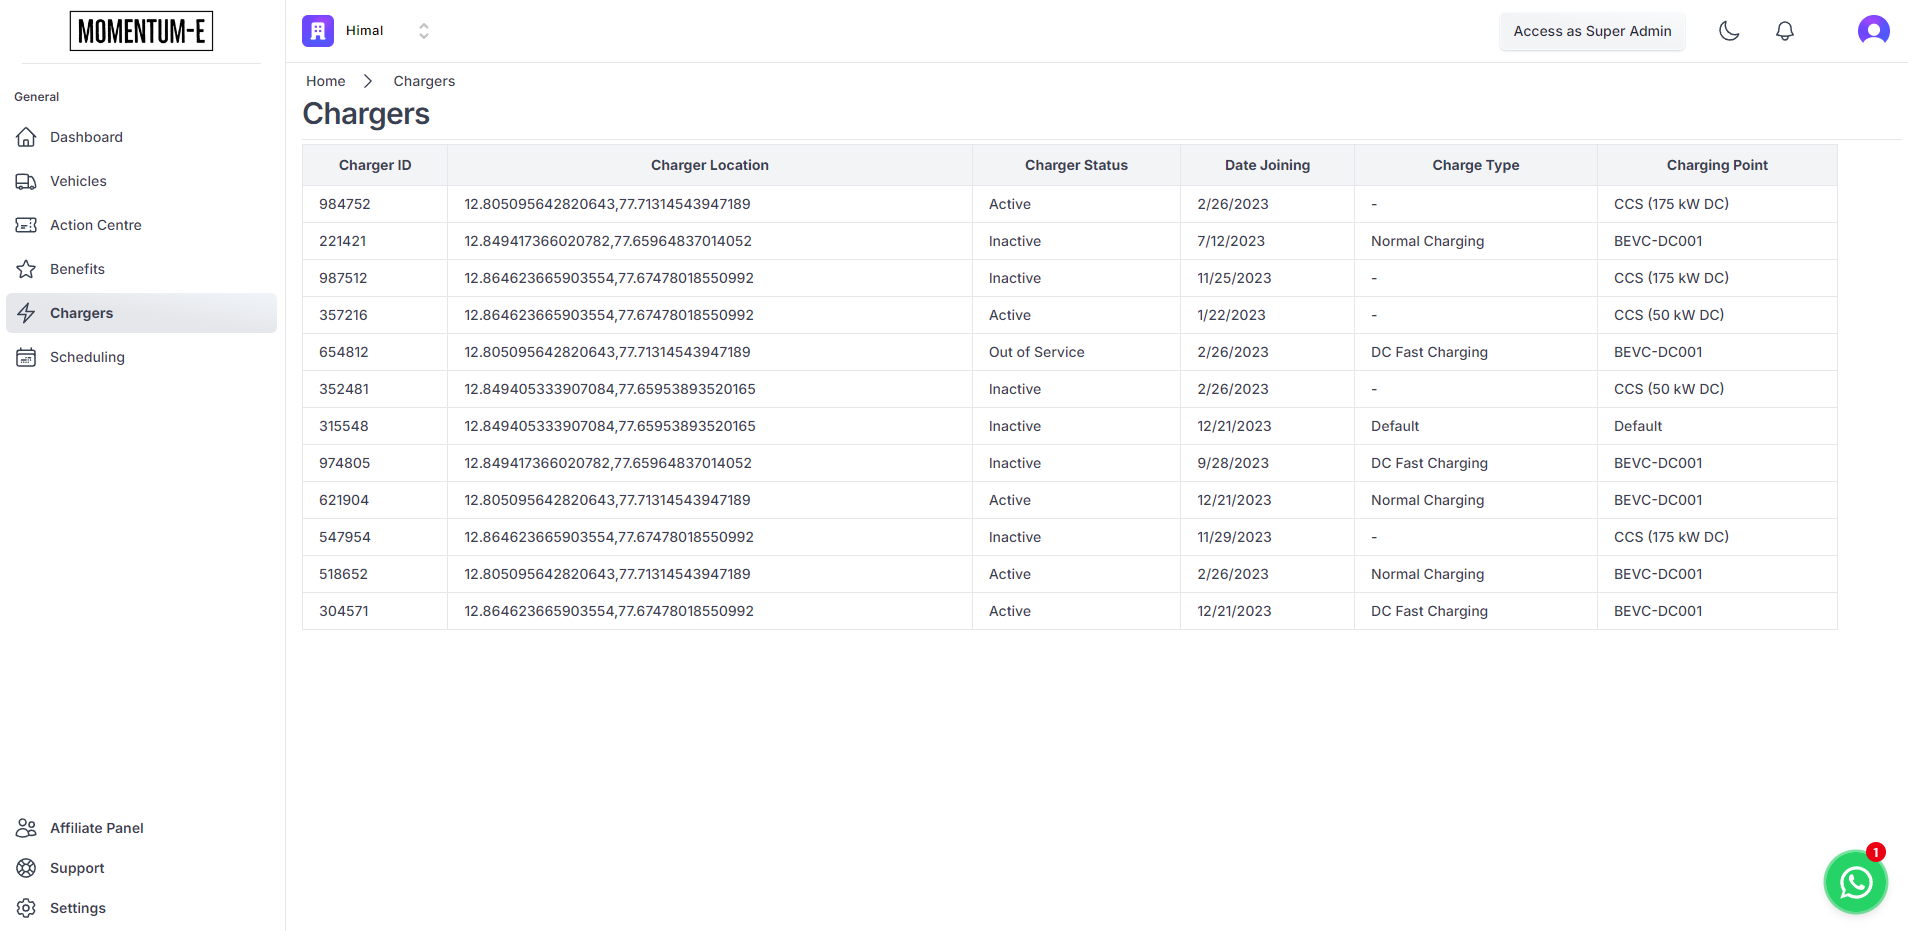 MOMENTUM-E
Himal
Access as Super Admin
General
Dashboard
Vehicles
Action Centre
Benefits
Chargers
Scheduling
Affiliate Panel
Support
Settings
Home > Chargers
Chargers
Charger ID Charger Location Charger Status Date Joining Charge Type Charging Point
984752 12.805095642820643,77.71314543947189 Active 2/26/2023 - CCS (175 kW DC)
221421 12.849417366020782,77.65964837014052 Inactive 7/12/2023 Normal Charging BEVC-DC001
987512 12.864623665903554,77.67478018550992 Inactive 11/25/2023 - CCS (175 kW DC)
357216 12.864623665903554,77.67478018550992 Active 1/22/2023 - CCS (50 kW DC)
654812 12.805095642820643,77.71314543947189 Out of Service 2/26/2023 DC Fast Charging BEVC-DC001
352481 12.849405333907084,77.65953893520165 Inactive 2/26/2023 - CCS (50 kW DC)
315548 12.849405333907084,77.65953893520165 Inactive 12/21/2023 Default Default
974805 12.849417366020782,77.65964837014052 Inactive 9/28/2023 DC Fast Charging BEVC-DC001
621904 12.805095642820643,77.71314543947189 Active 12/21/2023 Normal Charging BEVC-DC001
547954 12.864623665903554,77.67478018550992 Inactive 11/29/2023 - CCS (175 kW DC)
518652 12.805095642820643,77.71314543947189 Active 2/26/2023 Normal Charging BEVC-DC001
304571 12.864623665903554,77.67478018550992 Active 12/21/2023 DC Fast Charging BEVC-DC001
1